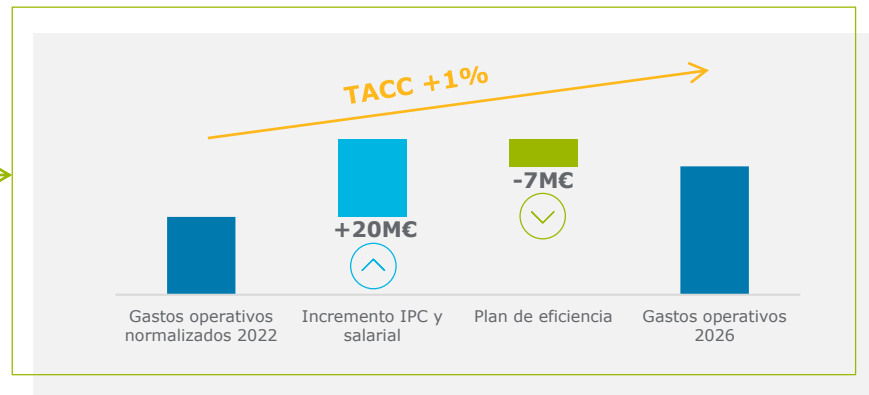 TACC +1%
-7M€
+20M€
Gastos operativos
normalizados 2022
Incremento IPC y
salarial
Plan de eficiencia
Gastos operativos
2026